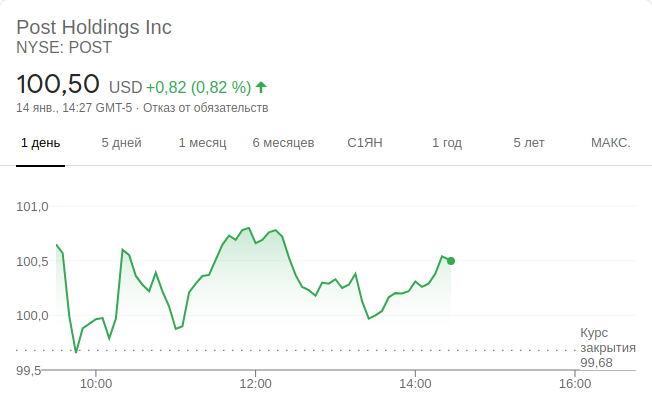 Post Holdings Inc
NYSE: POST
100,50 USD +0,82 (0,82 %)
14 янв., 14:27 GMT-5 · Отказ от обязательств
1 день 5 дней 1 месяц 6 месяцев С1ЯН 1 год 5 лет МАКС.
101,0
100,5
100,0
Курс
закрытия
99,68
99,5
10:00 12:00 14:00 16:00